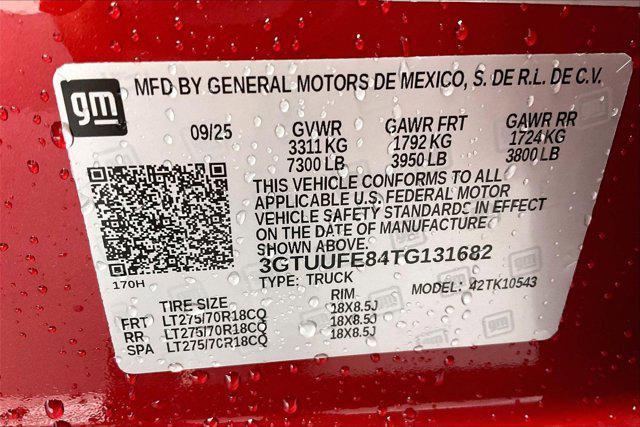 gm
MFD BY GENERAL MOTORS DE MEXICO, S. DE R.L. DE C.V.
09/25 GVWR GAWR FRT GAWR RR
3311 KG 1792 KG 1724 KG
7300 LB 3950 LB 3800 LB
THIS VEHICLE CONFORMS TO ALL
APPLICABLE U.S. FEDERAL MOTOR
VEHICLE SAFETY STANDARDS IN EFFECT
ON THE DATE OF MANUFACTURE
SHOWN ABOVE.
3GTUUFE84TG131682
170H TYPE: TRUCK MODEL: 42TK10543
TIRE SIZE RIM
FRT LT275/70R18CQ 18X8.5J
RR LT275/70R18CQ 18X8.5J
SPA LT275/70R18CQ 18X8.5J